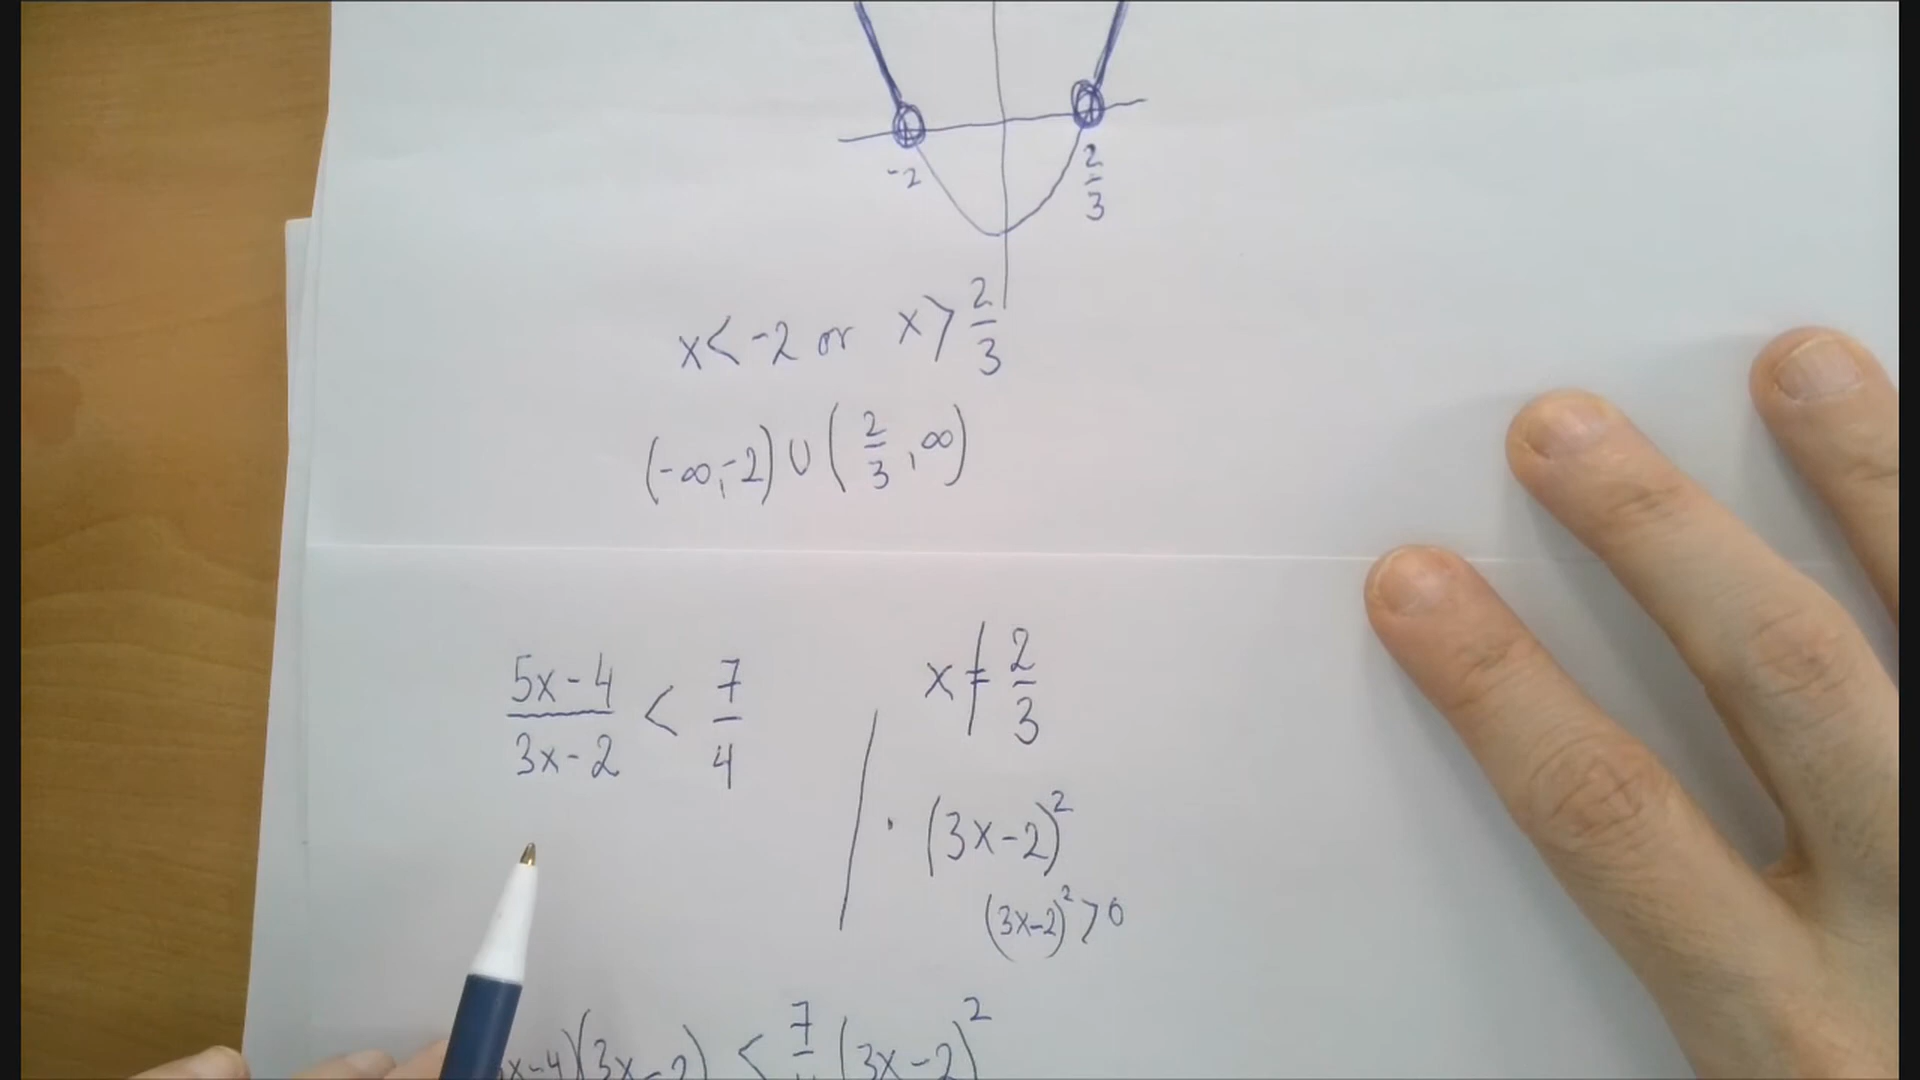 -2
2/3
x < -2 or x > 2/3
(-∞, -2) ∪ (2/3, ∞)
(5x-4)/(3x-2) < 7/4
x ≠ 2/3
· (3x-2)^2
(3x-2)^2 > 0
x-4)(3x-2) < 7/4 (3x-2)^2